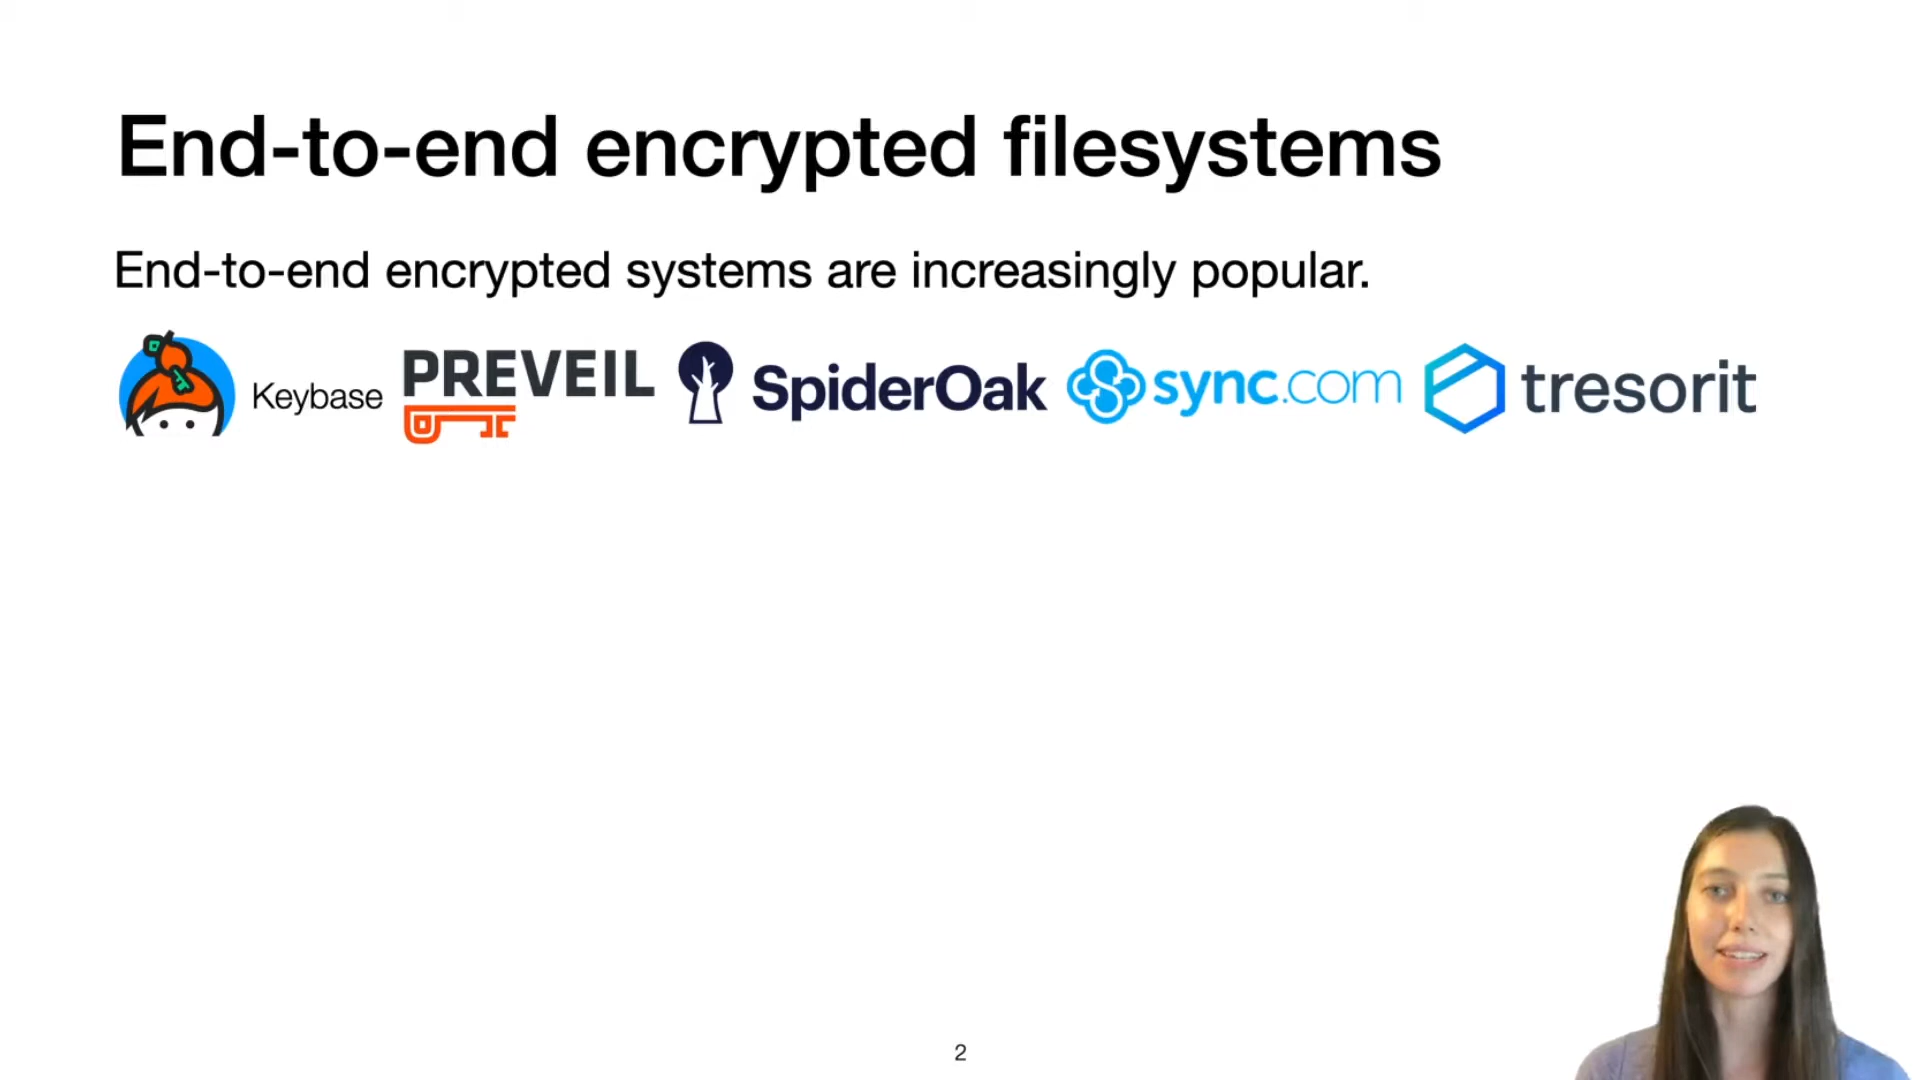 End-to-end encrypted filesystems
End-to-end encrypted systems are increasingly popular.
Keybase PREVEIL SpiderOak sync.com tresorit
2